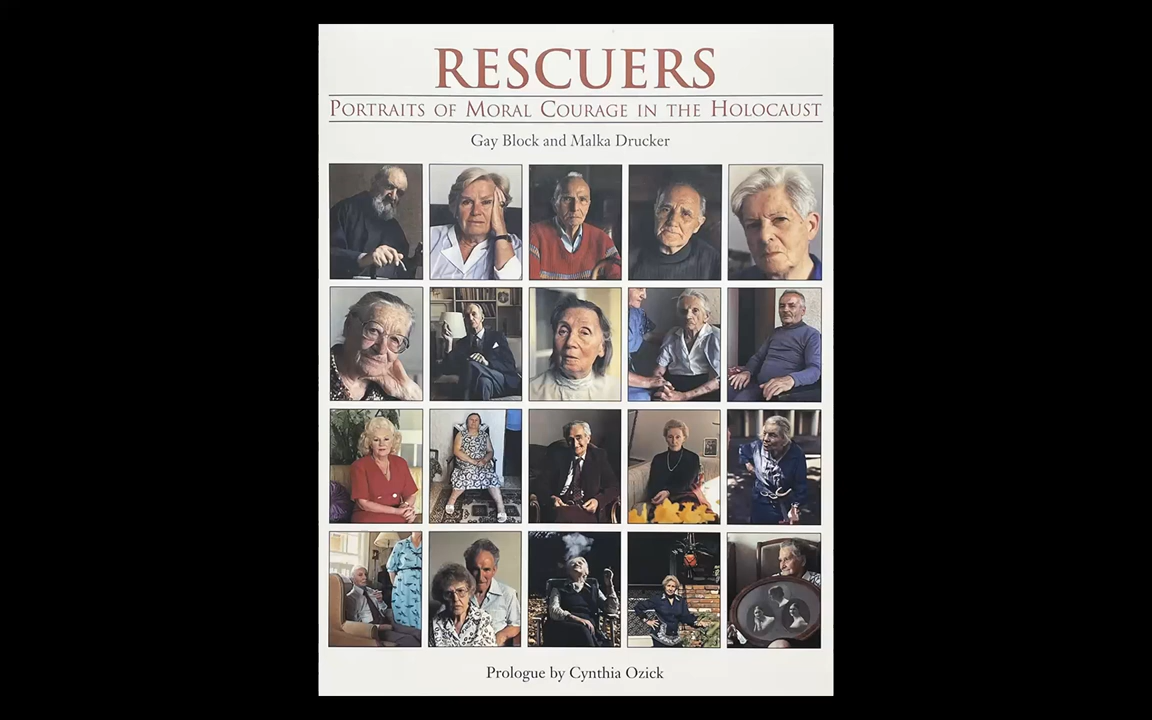 RESCUERS
PORTRAITS OF MORAL COURAGE IN THE HOLOCAUST
Gay Block and Malka Drucker
Prologue by Cynthia Ozick